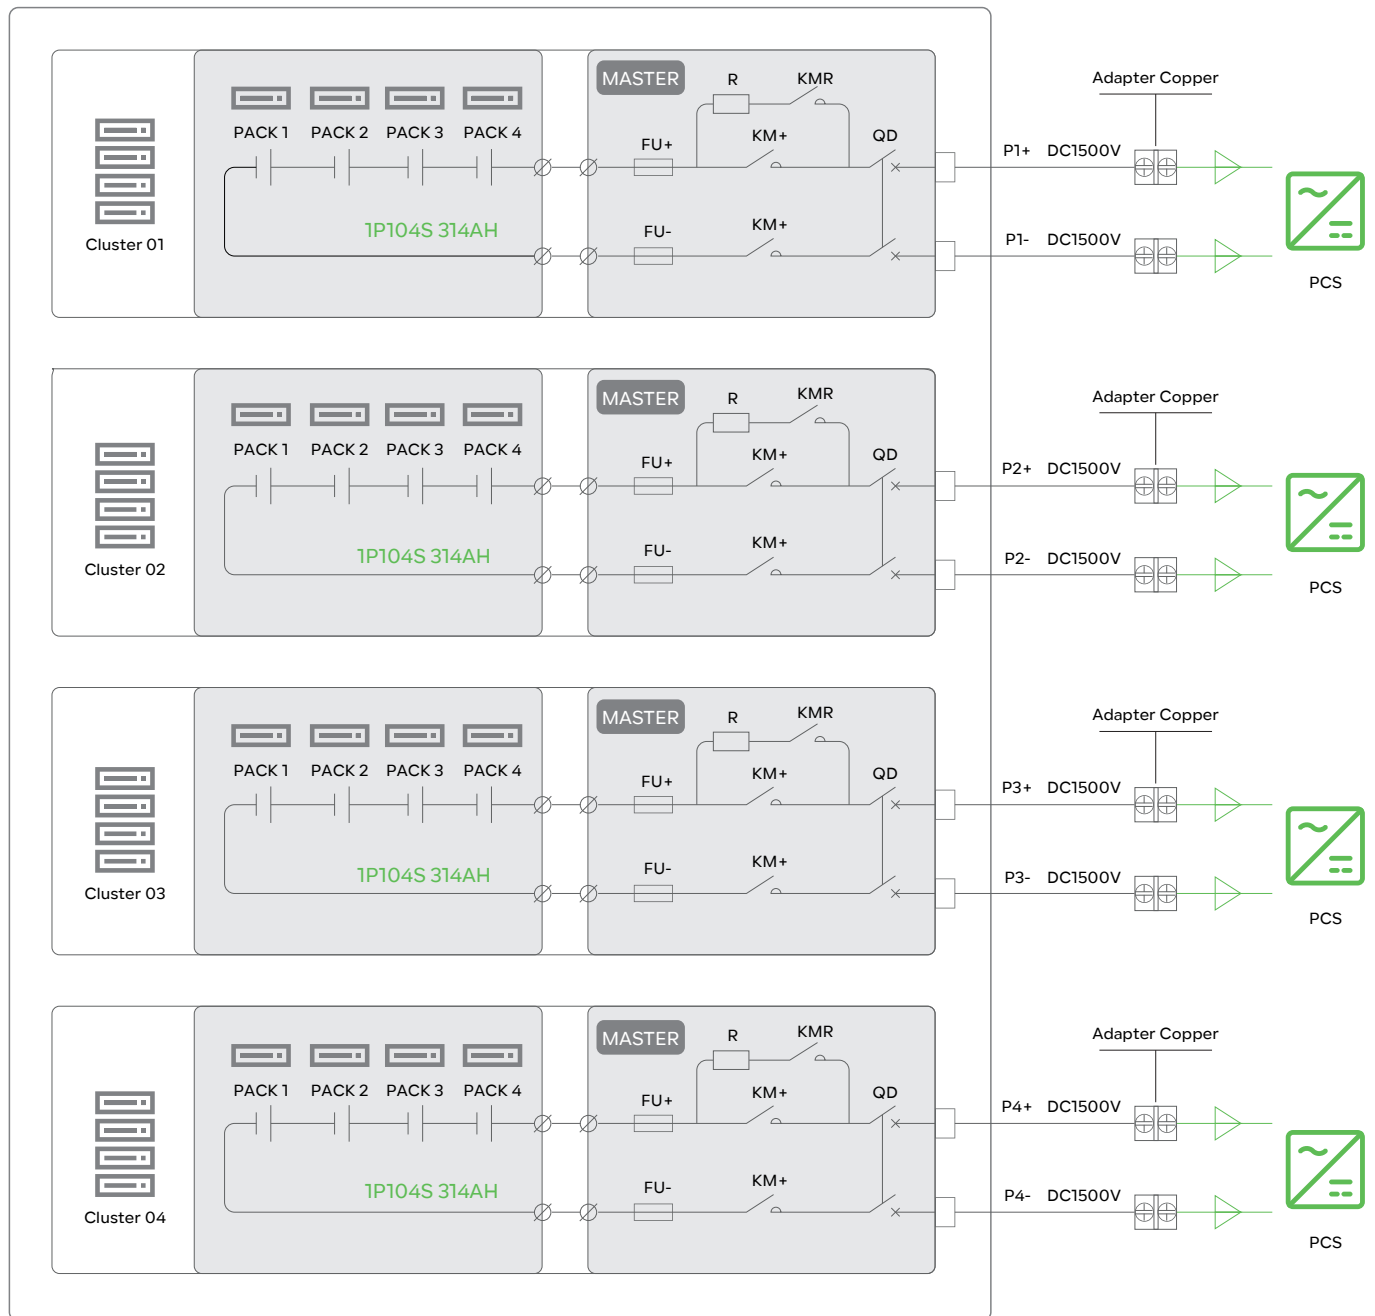 MASTER
R
KMR
Adapter Copper
PACK 1 PACK 2 PACK 3 PACK 4
FU+
KM+
QD
P1+ DC1500V
1P104S 314AH
FU-
KM+
P1- DC1500V
Cluster 01
PCS
MASTER
R
KMR
Adapter Copper
PACK 1 PACK 2 PACK 3 PACK 4
FU+
KM+
QD
P2+ DC1500V
1P104S 314AH
FU-
KM+
P2- DC1500V
Cluster 02
PCS
MASTER
R
KMR
Adapter Copper
PACK 1 PACK 2 PACK 3 PACK 4
FU+
KM+
QD
P3+ DC1500V
1P104S 314AH
FU-
KM+
P3- DC1500V
Cluster 03
PCS
MASTER
R
KMR
Adapter Copper
PACK 1 PACK 2 PACK 3 PACK 4
FU+
KM+
QD
P4+ DC1500V
1P104S 314AH
FU-
KM+
P4- DC1500V
Cluster 04
PCS